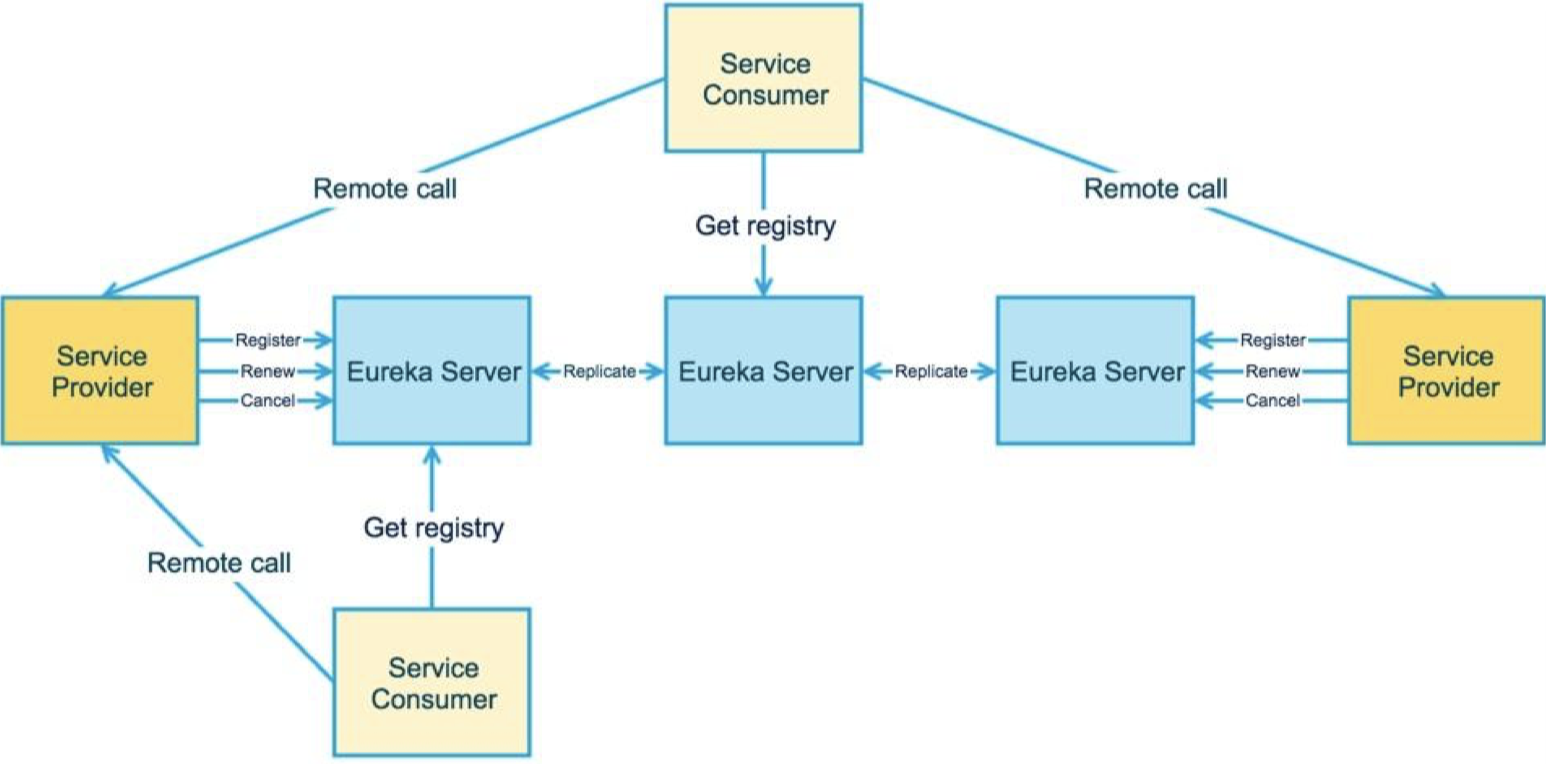 Service
Consumer
Remote call
Remote call
Get registry
Service
Provider
Register
Renew
Cancel
Eureka Server
Replicate
Eureka Server
Replicate
Eureka Server
Register
Renew
Cancel
Service
Provider
Get registry
Remote call
Service
Consumer